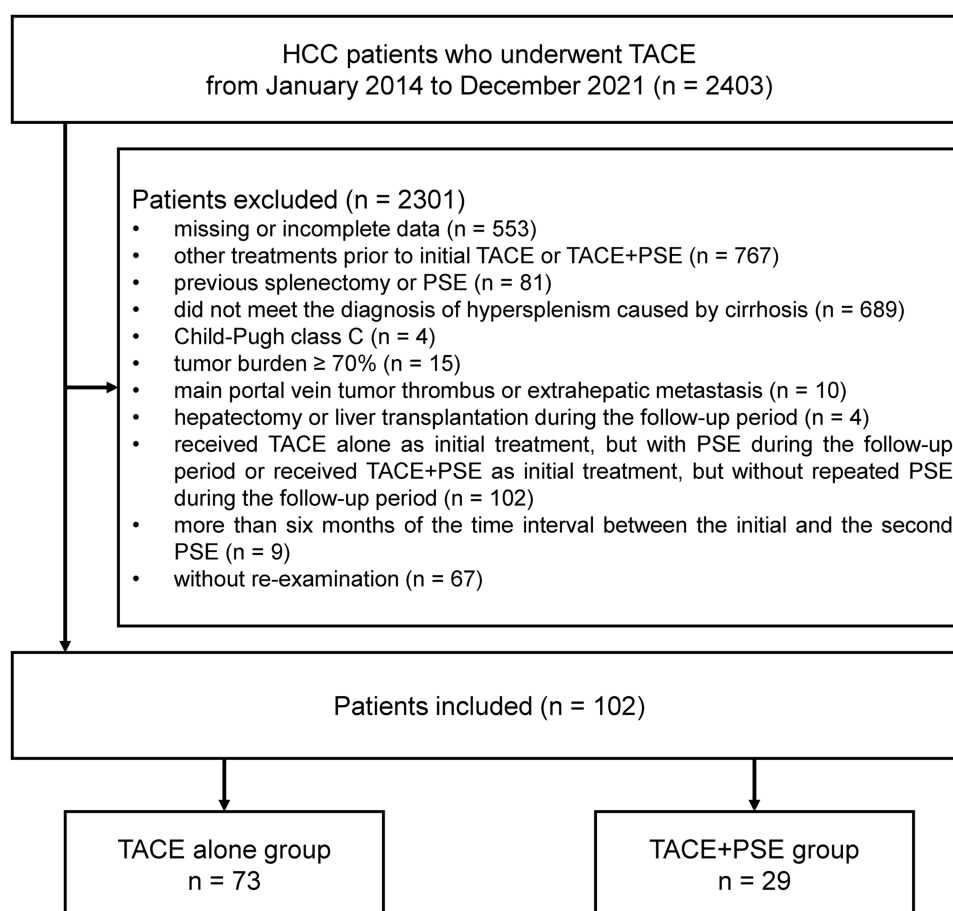 HCC patients who underwent TACE
from January 2014 to December 2021 (n = 2403)
Patients excluded (n = 2301)
• missing or incomplete data (n = 553)
• other treatments prior to initial TACE or TACE+PSE (n = 767)
• previous splenectomy or PSE (n = 81)
• did not meet the diagnosis of hypersplenism caused by cirrhosis (n = 689)
• Child-Pugh class C (n = 4)
• tumor burden ≥ 70% (n = 15)
• main portal vein tumor thrombus or extrahepatic metastasis (n = 10)
• hepatectomy or liver transplantation during the follow-up period (n = 4)
• received TACE alone as initial treatment, but with PSE during the follow-up
period or received TACE+PSE as initial treatment, but without repeated PSE
during the follow-up period (n = 102)
• more than six months of the time interval between the initial and the second
PSE (n = 9)
• without re-examination (n = 67)
Patients included (n = 102)
TACE alone group
n = 73
TACE+PSE group
n = 29